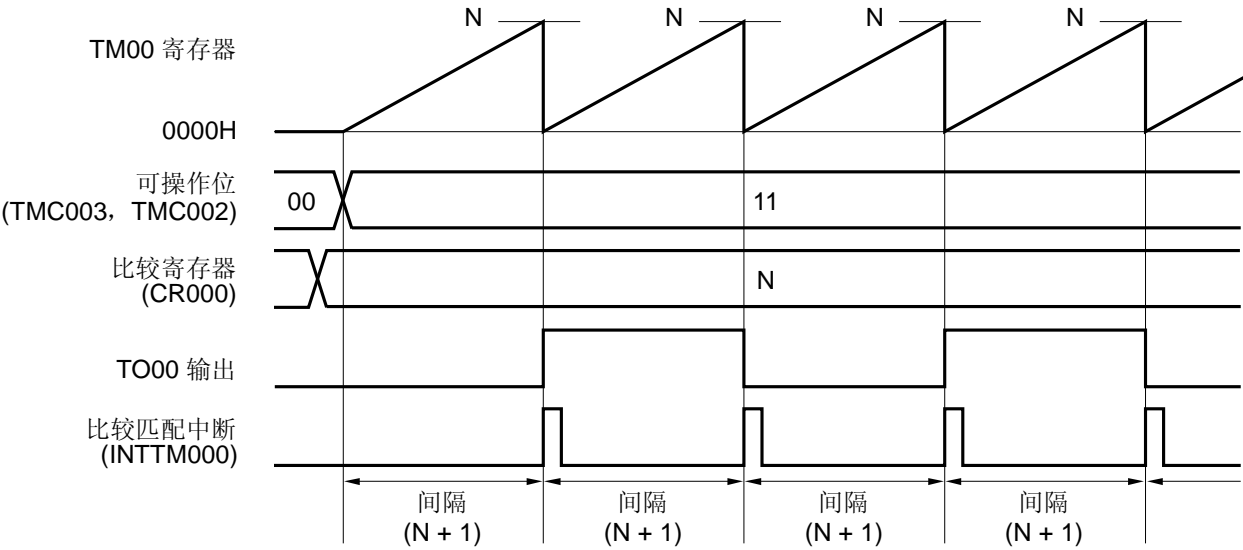 N N N N
TM00 寄存器
0000H
可操作位
(TMC003，TMC002)
00 11
比较寄存器
(CR000)
N
TO00 输出
比较匹配中断
(INTTM000)
间隔 间隔 间隔 间隔
(N + 1) (N + 1) (N + 1) (N + 1)